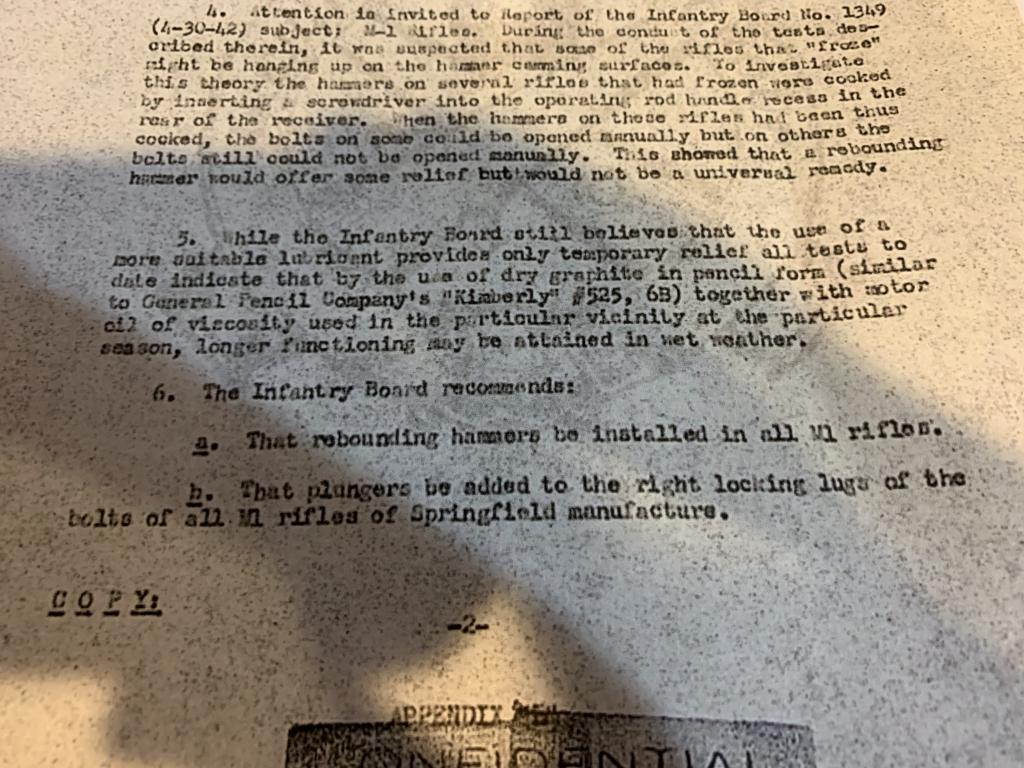 4. Attention is invited to Report of the Infantry Board No. 1349
(4-30-42) subject: M-1 Rifles. During the conduct of the tests des-
cribed therein, it was suspected that some of the rifles that "froze"
might be hanging up on the hammer camming surfaces. To investigate
this theory the hammers on several rifles that had frozen were cocked
by inserting a screwdriver into the operating rod handle recess in the
rear of the receiver. When the hammers on these rifles had been thus
cocked, the bolts on some could be opened manually but on others the
bolts still could not be opened manually. This showed that a rebounding
hammer would offer some relief but would not be a universal remedy.
5. While the Infantry Board still believes that the use of a
more suitable lubricant provides only temporary relief all tests to
date indicate that by the use of dry graphite in pencil form (similar
to General Pencil Company's "Kimberly" #525, 6B) together with motor
oil of viscosity used in the particular vicinity at the particular
season, longer functioning may be attained in wet weather.
6. The Infantry Board recommends:
a. That rebounding hammers be installed in all M1 rifles.
b. That plungers be added to the right locking lugs of the
bolts of all M1 rifles of Springfield manufacture.
COPY:
-2-
APPENDIX
CONFIDENTIAL